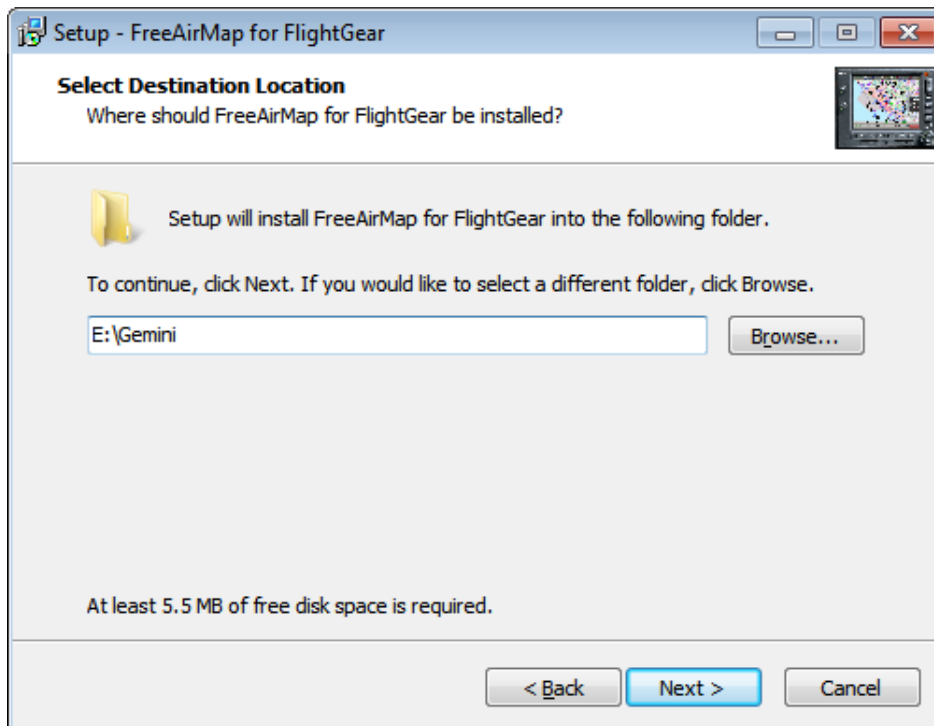 Setup - FreeAirMap for FlightGear
Select Destination Location
Where should FreeAirMap for FlightGear be installed?
Setup will install FreeAirMap for FlightGear into the following folder.
To continue, click Next. If you would like to select a different folder, click Browse.
E:\Gemini
Browse...
At least 5.5 MB of free disk space is required.
< Back
Next >
Cancel